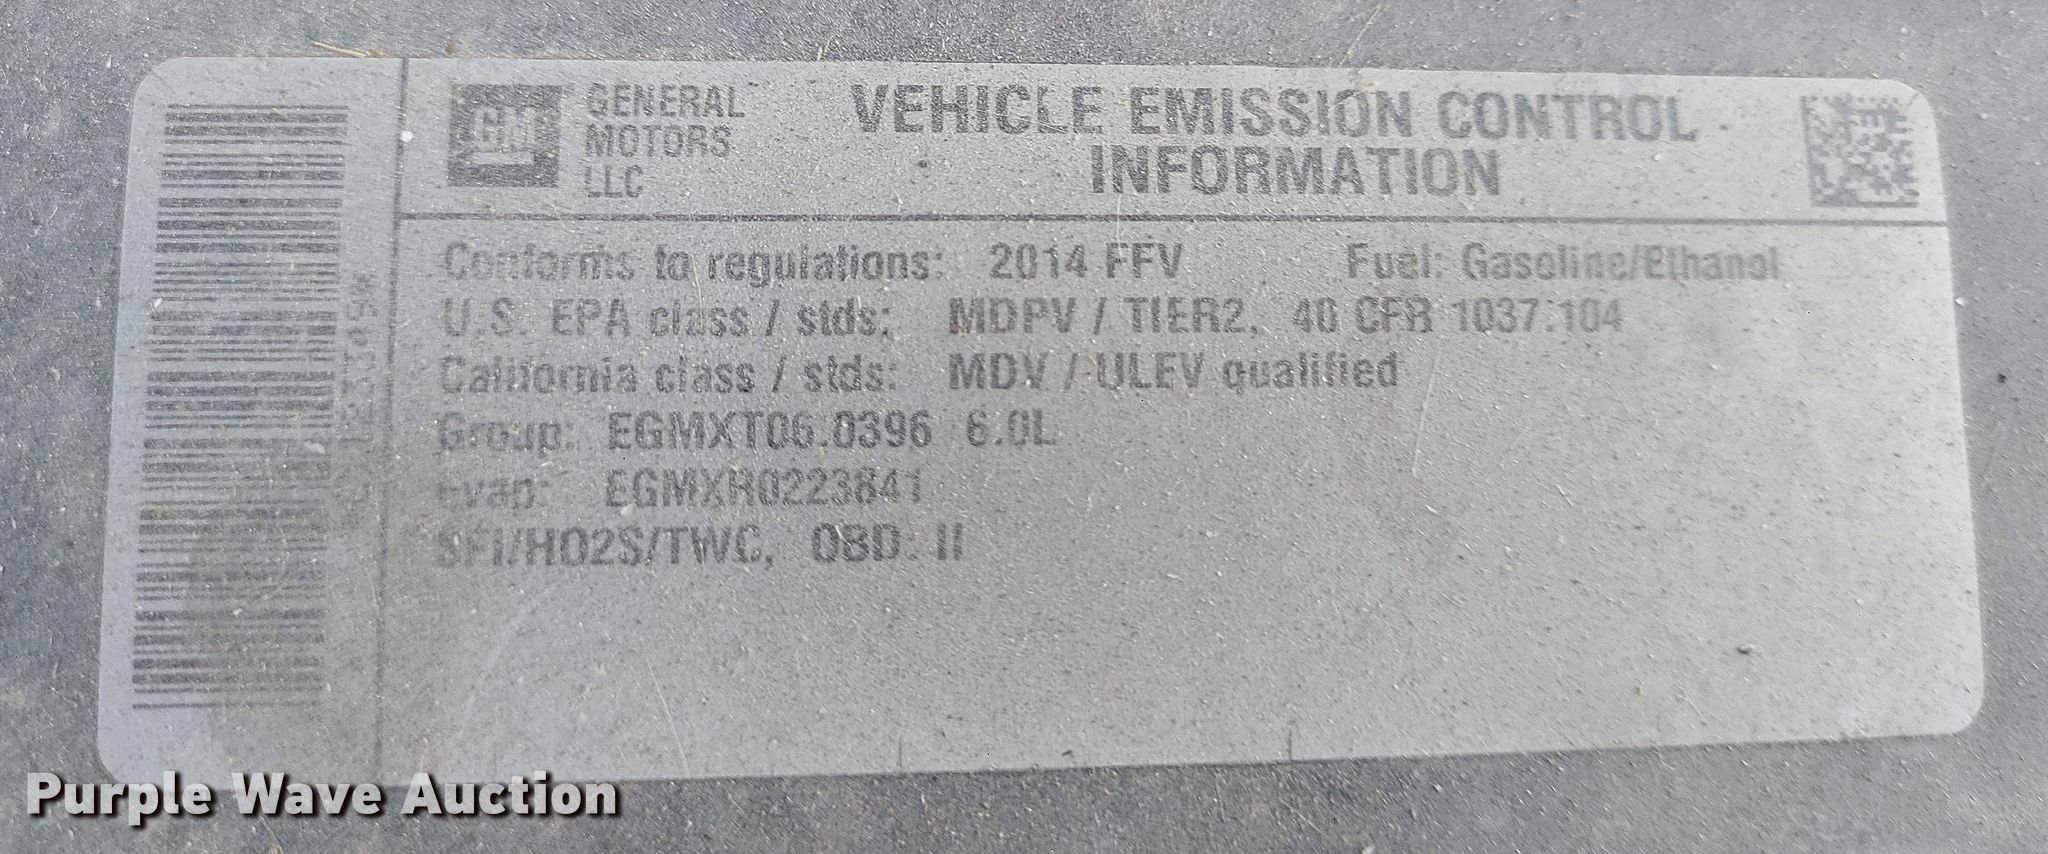 GM
GENERAL
MOTORS
LLC
VEHICLE EMISSION CONTROL
INFORMATION
Conforms to regulations: 2014 FFV Fuel: Gasoline/Ethanol
U.S. EPA class / stds: MDPV / TIER2, 40 CFR 1037.104
California class / stds: MDV / ULEV qualified
Group: EGMXT06.0396 6.0L
Evap: EGMXR0223841
SFI/HO2S/TWC, OBD: II
Purple Wave Auction